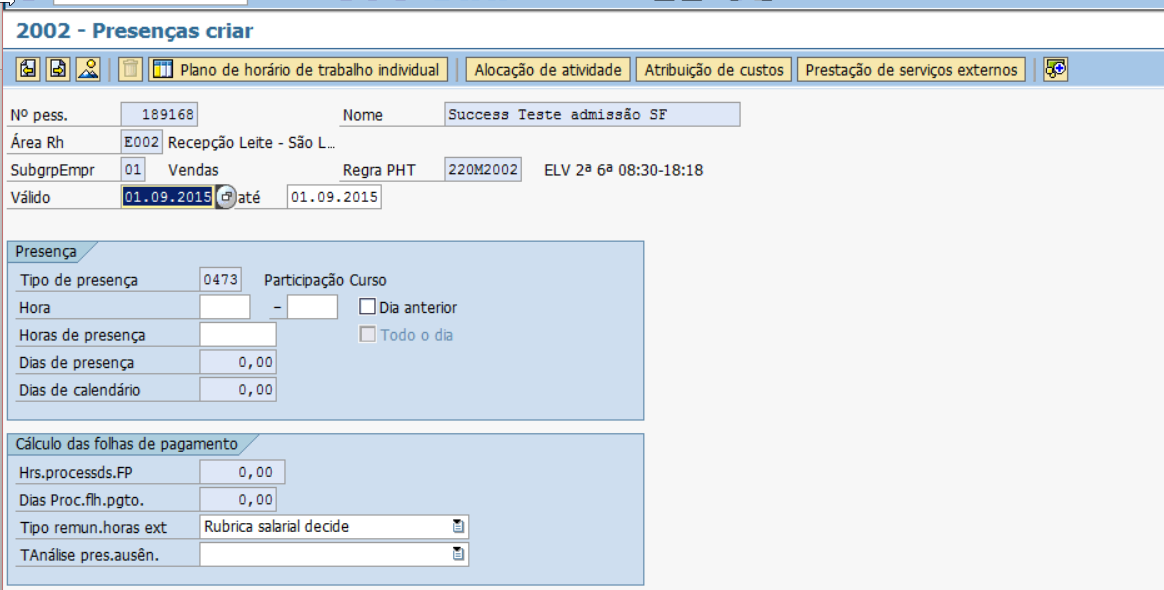 2002 - Presenças criar
Plano de horário de trabalho individual Alocação de atividade Atribuição de custos Prestação de serviços externos
Nº pess. 189168 Nome Success Teste admissão SF
Área Rh E002 Recepção Leite - São L...
SubgrpEmpr 01 Vendas Regra PHT 220M2002 ELV 2ª 6ª 08:30-18:18
Válido 01.09.2015 até 01.09.2015
Presença
Tipo de presença 0473 Participação Curso
Hora - Dia anterior
Horas de presença Todo o dia
Dias de presença 0,00
Dias de calendário 0,00
Cálculo das folhas de pagamento
Hrs.processds.FP 0,00
Dias Proc.flh.pgto. 0,00
Tipo remun.horas ext Rubrica salarial decide
TAnálise pres.ausên.